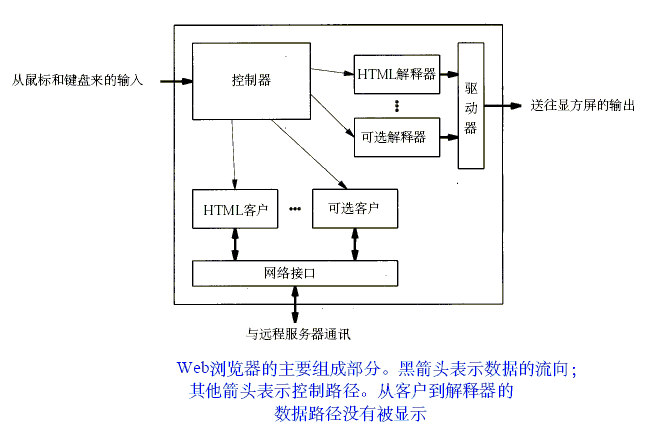 从鼠标和键盘来的输入
控制器
HTML解释器
可选解释器
驱动器
送往显方屏的输出
HTML客户
可选客户
网络接口
与远程服务器通讯
Web浏览器的主要组成部分。黑箭头表示数据的流向；
其他箭头表示控制路径。从客户到解释器的
数据路径没有被显示